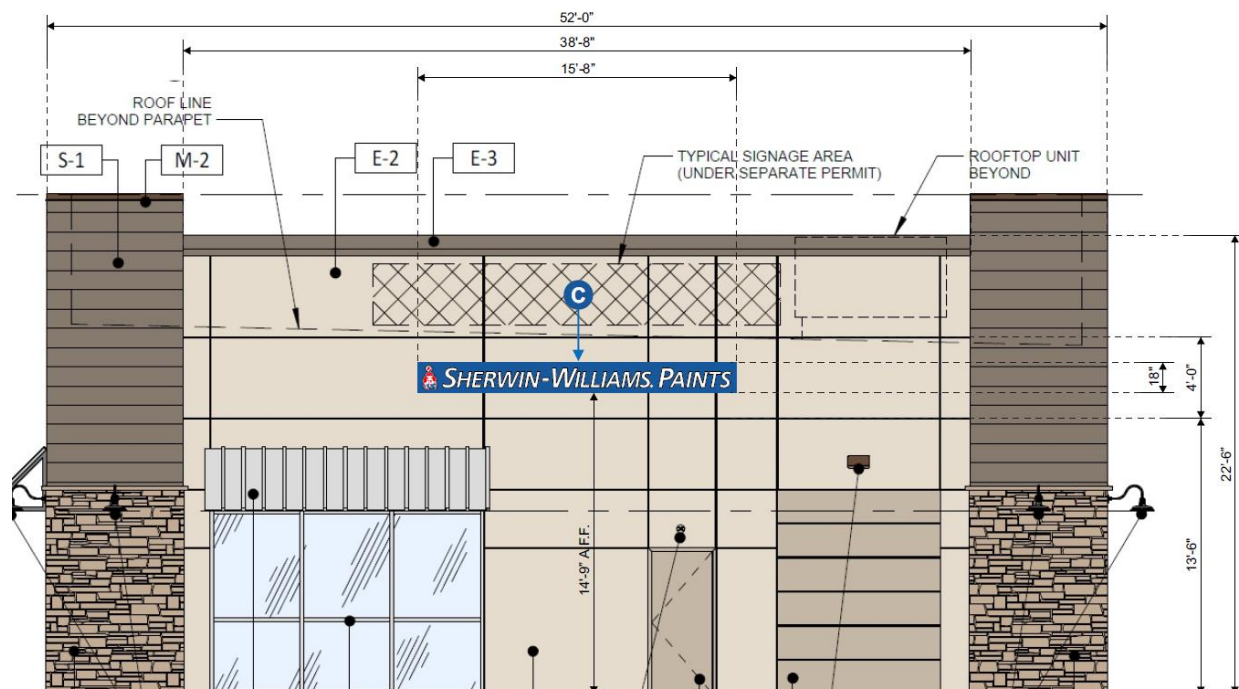 52'-0"
38'-8"
15'-8"
ROOF LINE
BEYOND PARAPET
S-1
M-2
E-2
E-3
TYPICAL SIGNAGE AREA
(UNDER SEPARATE PERMIT)
ROOFTOP UNIT
BEYOND
C
SHERWIN-WILLIAMS. PAINTS
18"
4'-0"
22'-6"
14'-9" A.F.F.
13'-6"